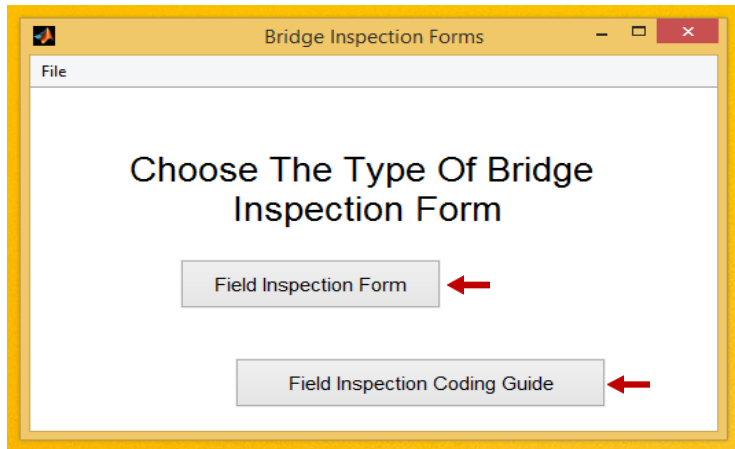 Bridge Inspection Forms
File
Choose The Type Of Bridge
Inspection Form
Field Inspection Form
Field Inspection Coding Guide